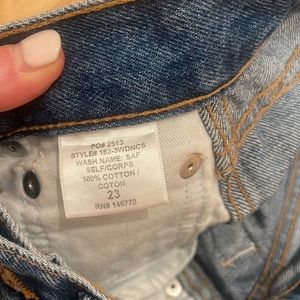 PO# 2513
STYLE# 182-3WDNCS
WASH NAME: SAF
SELF/CORPS
100% COTTON /
COTON
23
RN# 146770